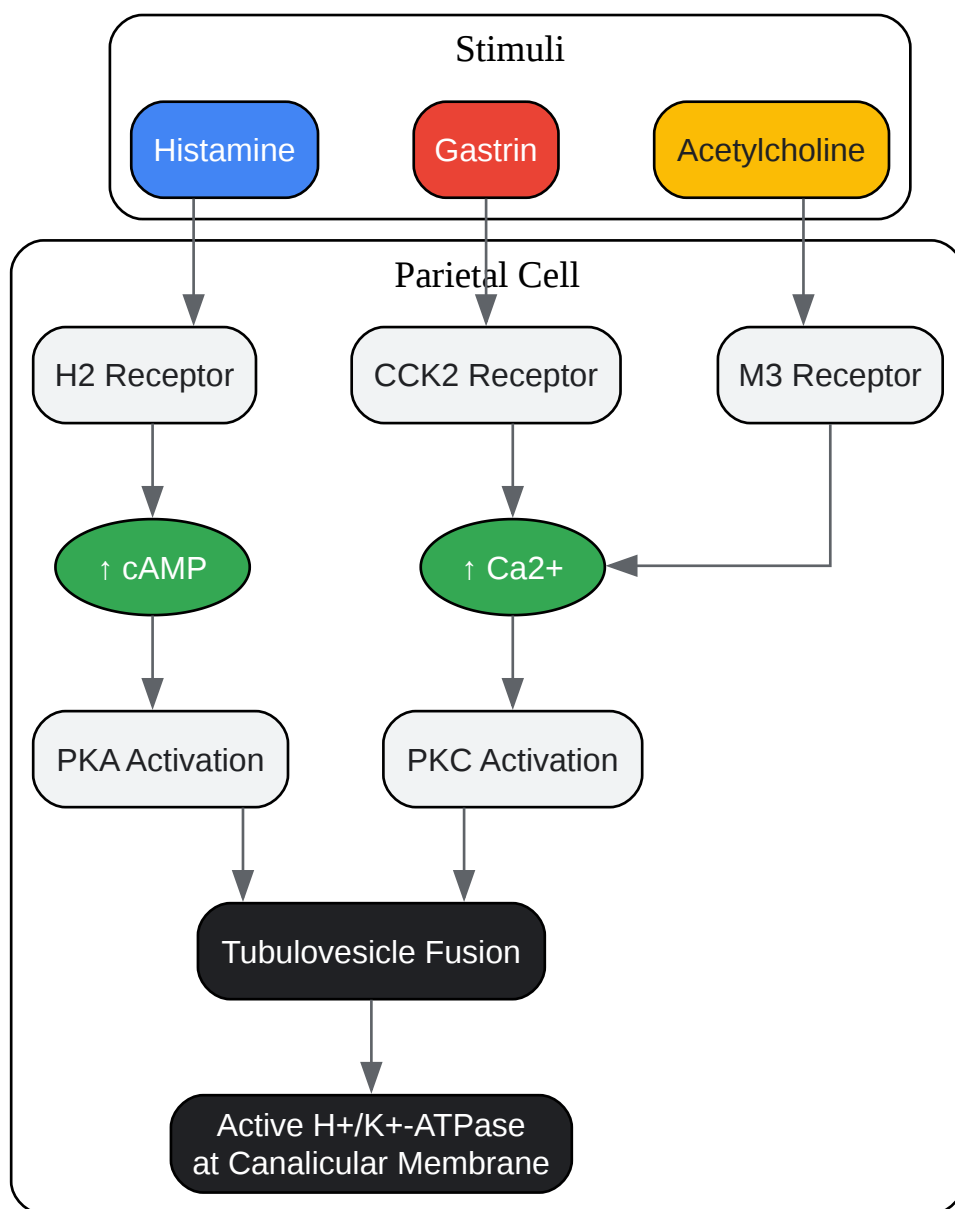 Stimuli
Histamine
Gastrin
Acetylcholine
Parietal Cell
H2 Receptor
CCK2 Receptor
M3 Receptor
↑ cAMP
↑ Ca2+
PKA Activation
PKC Activation
Tubulovesicle Fusion
Active H+/K+-ATPase
at Canalicular Membrane